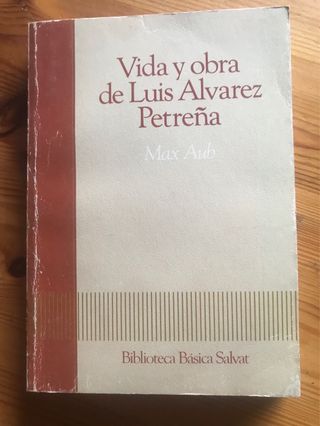 Vida y obra
de Luis Alvarez
Petreña
Max Aub
Biblioteca Básica Salvat